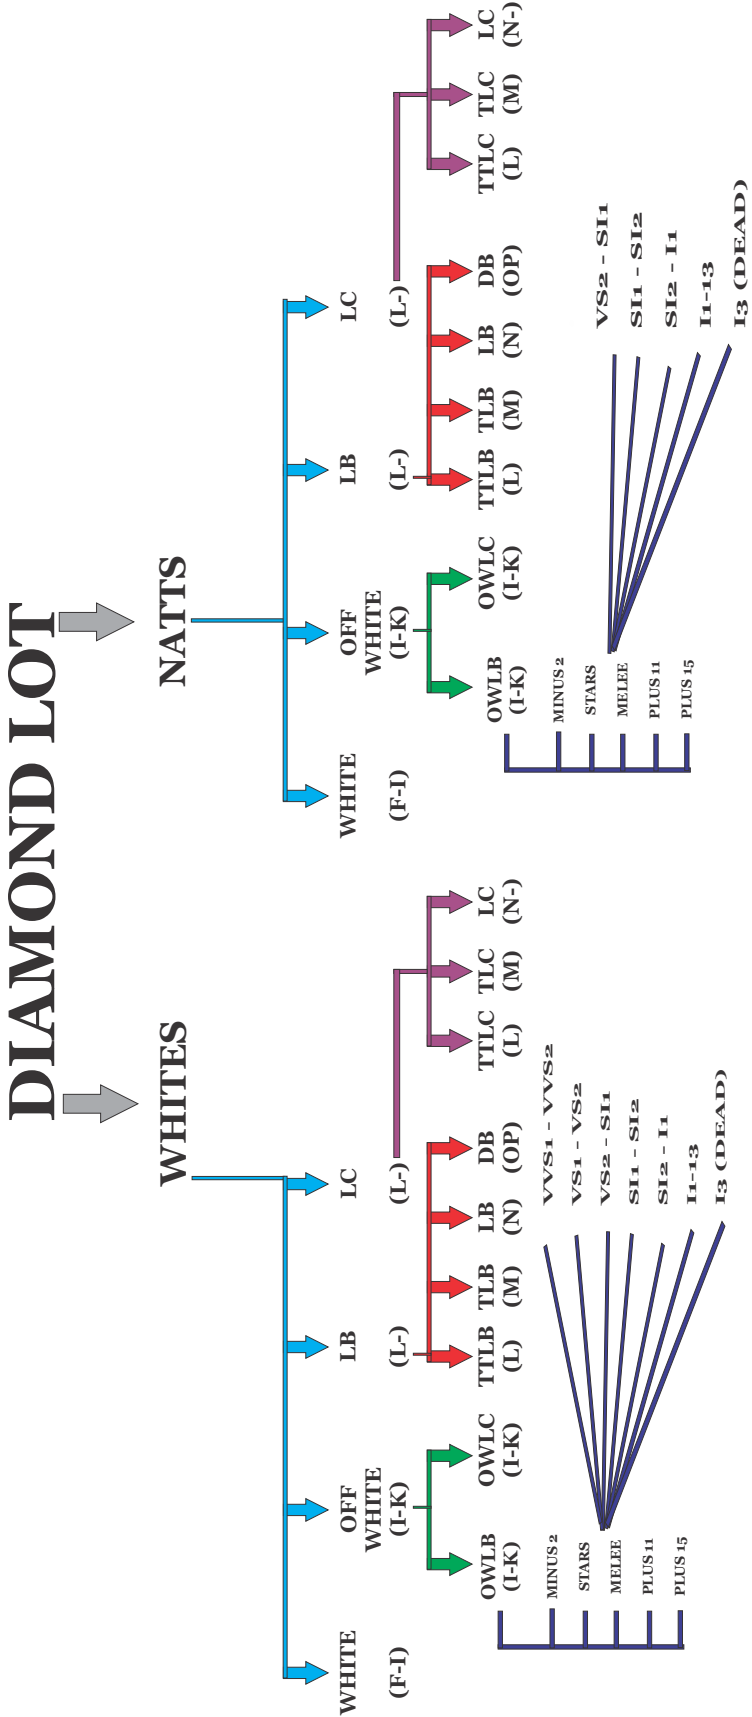 DIAMOND LOT
WHITES
NATTS
WHITE
(F-I)
OFF
WHITE
(I-K)
LB
(L-)
LC
(L-)
OWLB
(I-K)
OWLC
(I-K)
TTLB
(L)
TLB
(M)
LB
(N)
DB
(OP)
TTLC
(L)
TLC
(M)
LC
(N-)
MINUS 2
STARS
MELEE
PLUS 11
PLUS 15
VVS1 - VVS2
VS1 - VS2
VS2 - SI1
SI1 - SI2
SI2 - I1
I1-13
I3 (DEAD)
WHITE
(F-I)
OFF
WHITE
(I-K)
LB
(L-)
LC
(L-)
OWLB
(I-K)
OWLC
(I-K)
TTLB
(L)
TLB
(M)
LB
(N)
DB
(OP)
TTLC
(L)
TLC
(M)
LC
(N-)
MINUS 2
STARS
MELEE
PLUS 11
PLUS 15
VS2 - SI1
SI1 - SI2
SI2 - I1
I1-13
I3 (DEAD)